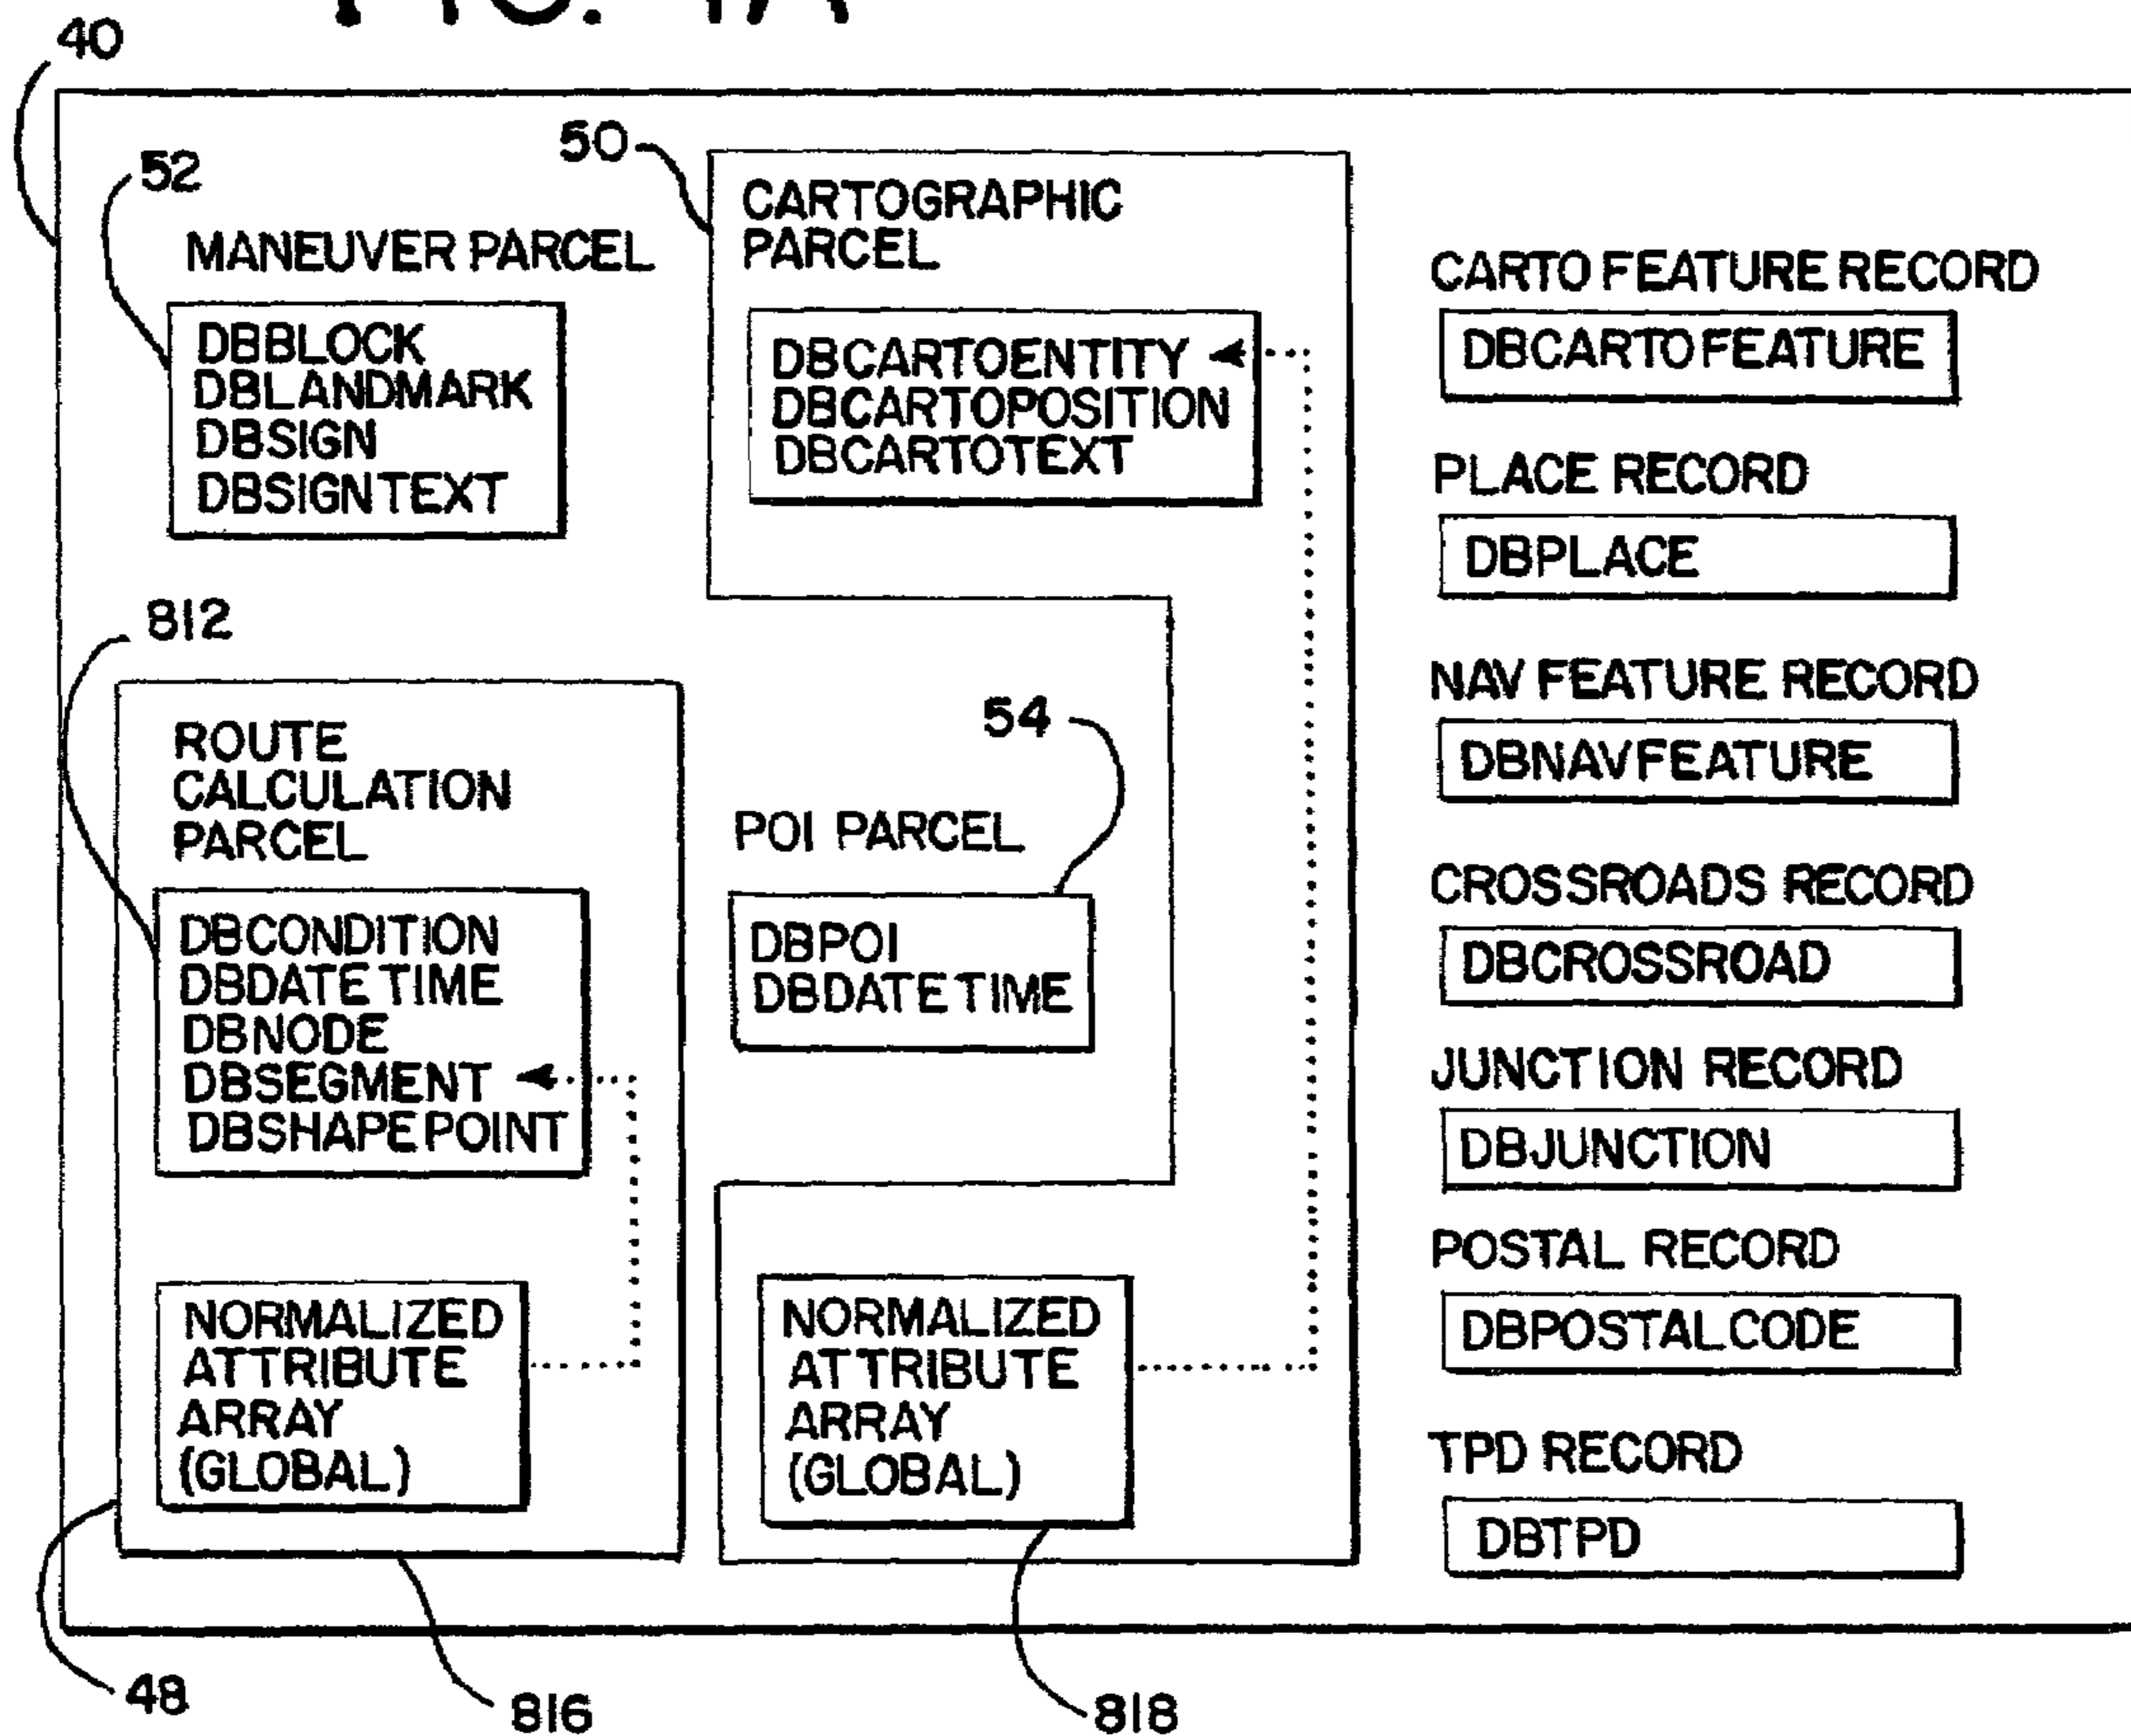 40
52
MANEUVER PARCEL
DBBLOCK
DBLANDMARK
DBSIGN
DBSIGNTEXT
50
CARTOGRAPHIC
PARCEL
DBCARTOENTITY
DBCARTOPOSITION
DBCARTOTEXT
812
ROUTE
CALCULATION
PARCEL
DBCONDITION
DBDATETIME
DBNODE
DBSEGMENT
DBSHAPEPOINT
NORMALIZED
ATTRIBUTE
ARRAY
(GLOBAL)
48
816
54
POI PARCEL
DBPOI
DBDATETIME
NORMALIZED
ATTRIBUTE
ARRAY
(GLOBAL)
818
CARTO FEATURE RECORD
DBCARTOFEATURE
PLACE RECORD
DBPLACE
NAV FEATURE RECORD
DBNAVFEATURE
CROSSROADS RECORD
DBCROSSROAD
JUNCTION RECORD
DBJUNCTION
POSTAL RECORD
DBPOSTALCODE
TPD RECORD
DBTPD